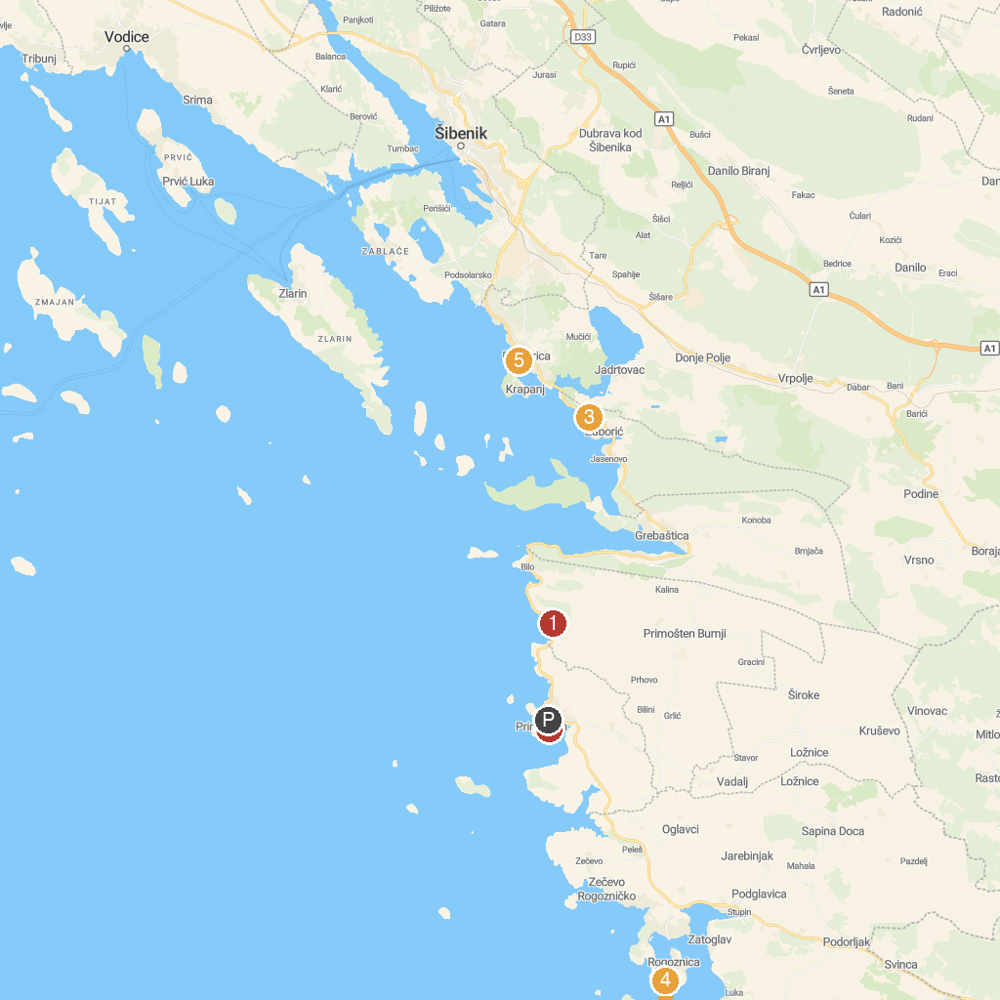 Radonić
Piližote
Panjkoti
Gatara
Vodice
D33
Pekasi
Čvrljevo
Tribunj
Balanca
Rupići
Jurasi
Klarić
Šeneta
Srima
Berović
A1
Rudani
Šibenik
Dubrava kod
Šibenika
Bušci
Tumbac
PRVIĆ
Danilo Biranj
Prvić Luka
Reljići
Fakac
TIJAT
Perišići
Šišci
Čulari
Alat
Kozići
ZABLAĆE
Tare
Bedrice
Danilo
Eraci
Podsolarsko
Spahije
A1
Zlarin
Šišare
ZMAJAN
ZLARIN
Mučići
A1
5
Donje Polje
Jadrtovac
Vrpolje
Krapanj
Dabar
Bani
3
Barići
Jasenovo
Podine
Konoba
Grebaštica
Brnjača
Boraja
Vrsno
Bilo
Kalina
1
Primošten Burnji
Gracini
Prhovo
Široke
Bilini
Grlić
Vinovac
P
Kruševo
Ložnice
Stavor
Vadalj
Ložnice
Oglavci
Sapina Doca
Peleš
Zečevo
Jarebinjak
Mahala
Pazdelj
Zečevo
Rogozničko
Podglavica
Stupin
Zatoglav
Podorljak
Rogoznica
Svinca
4
Luka